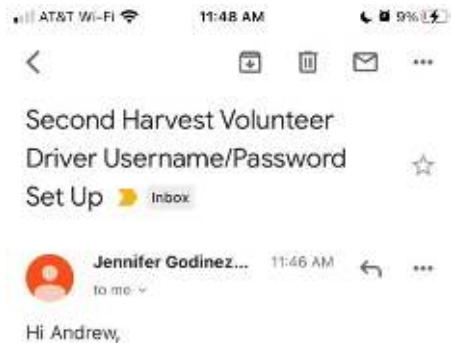 AT&T Wi-Fi 11:48 AM 9%
Second Harvest Volunteer
Driver Username/Password
Set Up Inbox
Jennifer Godinez... 11:46 AM
to me
Hi Andrew,